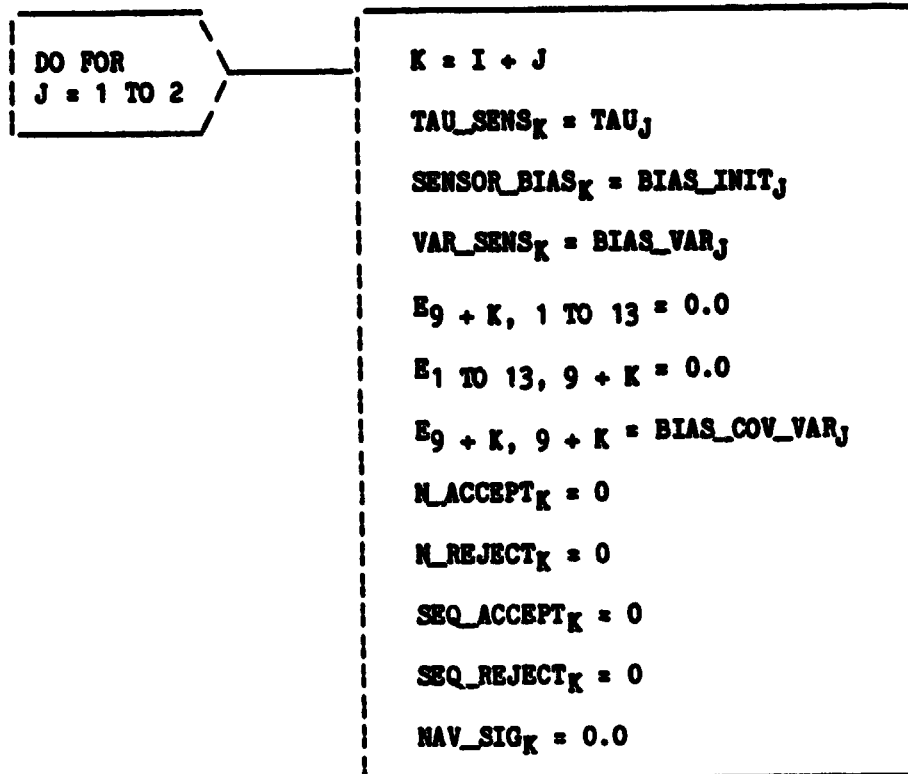 DO FOR
J = 1 TO 2
K = I + J
TAU_SENS_K = TAU_J
SENSOR_BIAS_K = BIAS_INIT_J
VAR_SENS_K = BIAS_VAR_J
E_9 + K, 1 TO 13 = 0.0
E_1 TO 13, 9 + K = 0.0
E_9 + K, 9 + K = BIAS_COV_VAR_J
N_ACCEPT_K = 0
N_REJECT_K = 0
SEQ_ACCEPT_K = 0
SEQ_REJECT_K = 0
NAV_SIG_K = 0.0